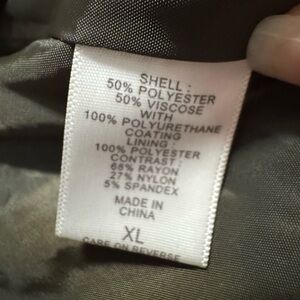 SHELL :
50% POLYESTER
50% VISCOSE
WITH
100% POLYURETHANE
COATING
LINING :
100% POLYESTER
CONTRAST :
68% RAYON
27% NYLON
5% SPANDEX
MADE IN
CHINA
XL
CARE ON REVERSE